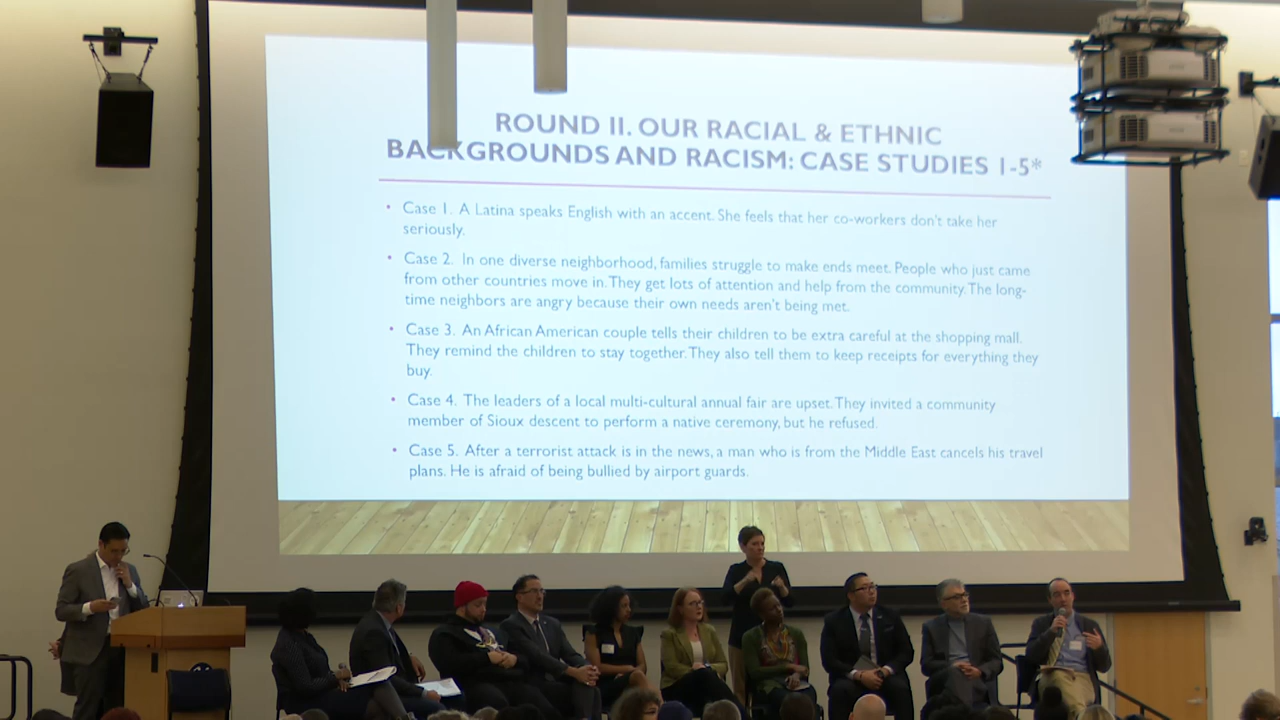 ROUND II. OUR RACIAL & ETHNIC
BACKGROUNDS AND RACISM: CASE STUDIES 1-5*
• Case 1. A Latina speaks English with an accent. She feels that her co-workers don't take her
seriously.
• Case 2. In one diverse neighborhood, families struggle to make ends meet. People who just came
from other countries move in. They get lots of attention and help from the community. The long-
time neighbors are angry because their own needs aren't being met.
• Case 3. An African American couple tells their children to be extra careful at the shopping mall.
They remind the children to stay together. They also tell them to keep receipts for everything they
buy.
• Case 4. The leaders of a local multi-cultural annual fair are upset. They invited a community
member of Sioux descent to perform a native ceremony, but he refused.
• Case 5. After a terrorist attack is in the news, a man who is from the Middle East cancels his travel
plans. He is afraid of being bullied by airport guards.